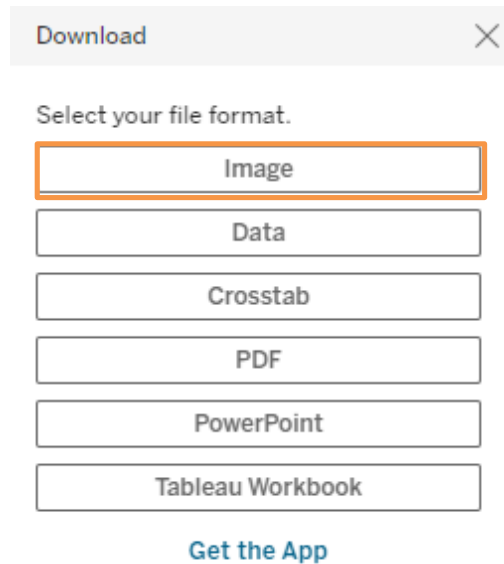 Download
Select your file format.
Image
Data
Crosstab
PDF
PowerPoint
Tableau Workbook
Get the App